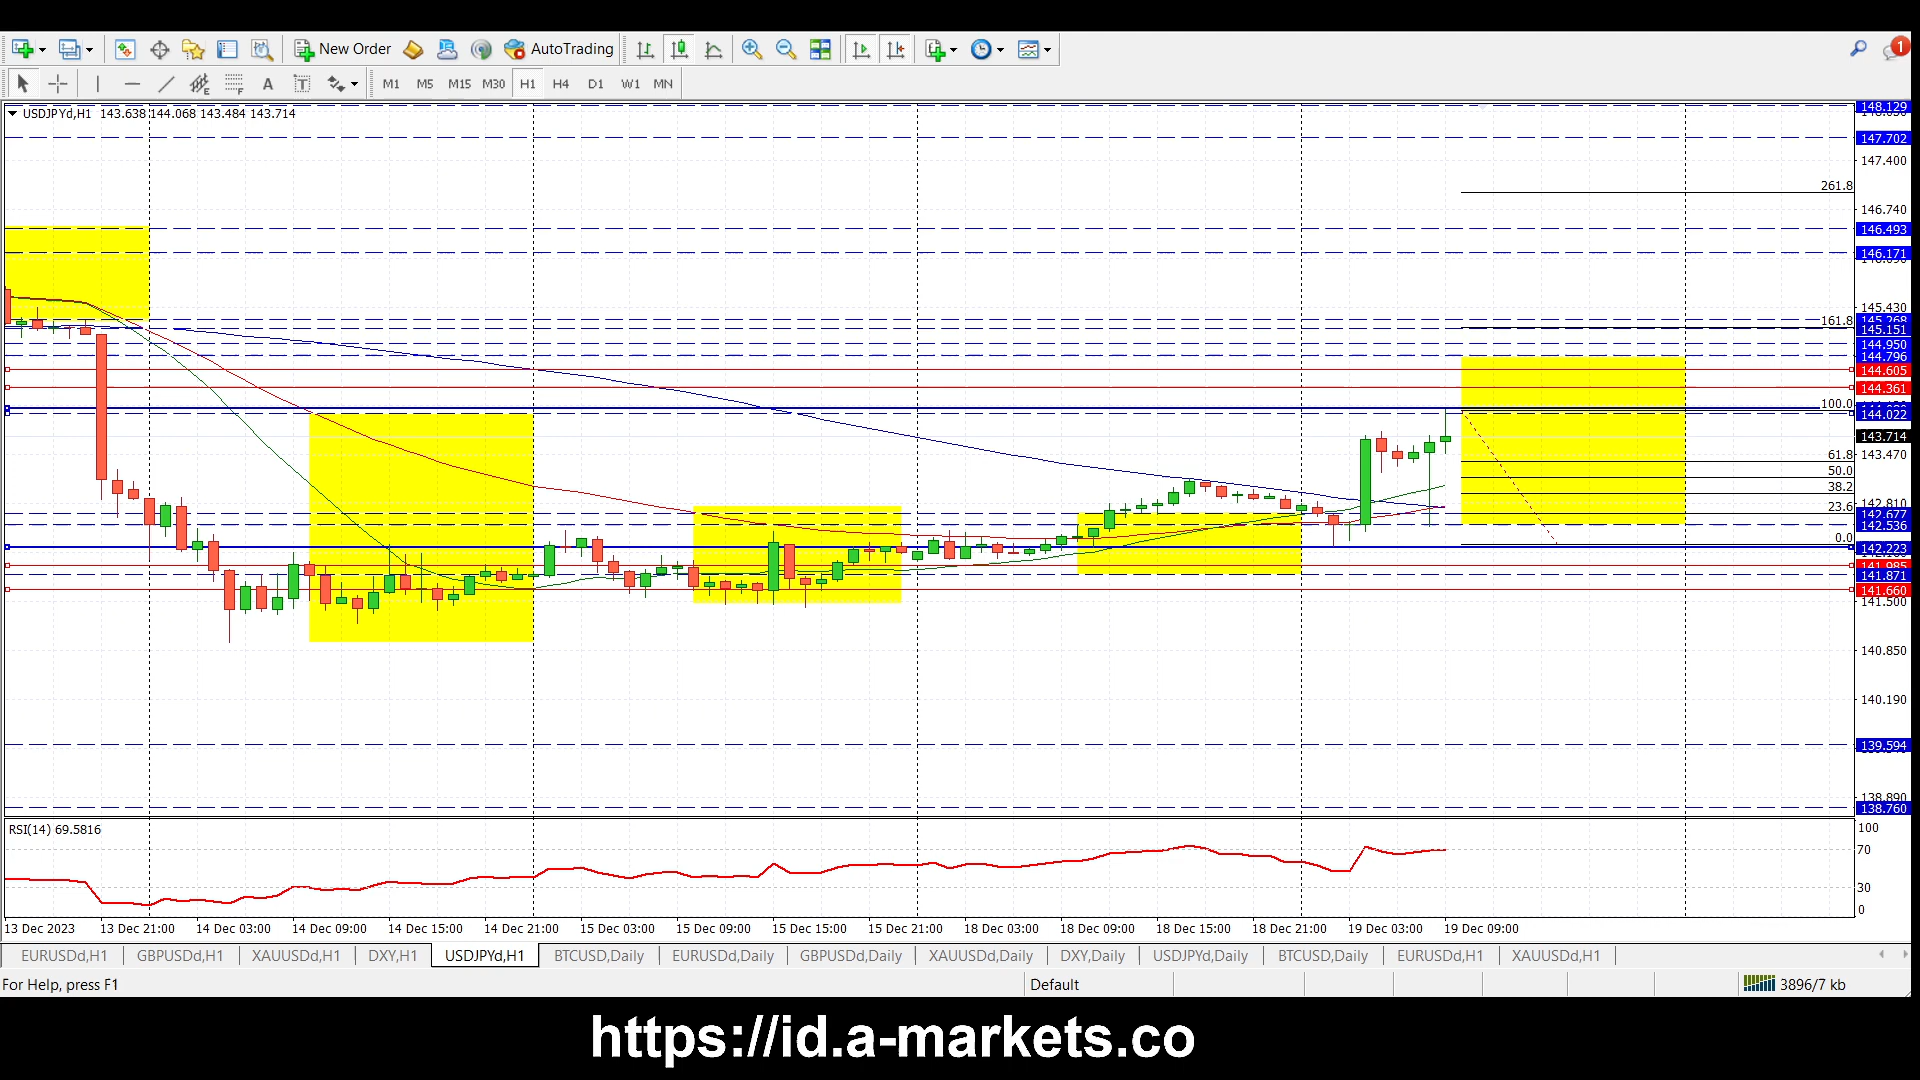 New Order
AutoTrading
1
E
F
A
T
M1 M5 M15 M30 H1 H4 D1 W1 MN
USDJPYd,H1 143.638 144.068 143.484 143.714
148.129
147.702
147.400
261.8
146.740
146.493
146.171
145.430
161.8
145.268
145.151
144.950
144.796
144.605
144.361
100.0
144.022
143.714
61.8
143.470
50.0
38.2
142.810
23.6
142.677
142.536
0.0
142.223
141.985
141.871
141.660
141.500
140.850
140.190
139.594
138.890
138.760
RSI(14) 69.5816
100
70
30
0
13 Dec 2023 13 Dec 21:00 14 Dec 03:00 14 Dec 09:00 14 Dec 15:00 14 Dec 21:00 15 Dec 03:00 15 Dec 09:00 15 Dec 15:00 15 Dec 21:00 18 Dec 03:00 18 Dec 09:00 18 Dec 15:00 18 Dec 21:00 19 Dec 03:00 19 Dec 09:00
EURUSDd,H1 GBPUSDd,H1 XAUUSDd,H1 DXY,H1 USDJPYd,H1 BTCUSD,Daily EURUSDd,Daily GBPUSDd,Daily XAUUSDd,Daily DXY,Daily USDJPYd,Daily BTCUSD,Daily EURUSDd,H1 XAUUSDd,H1
For Help, press F1
Default
3896/7 kb
https://id.a-markets.co